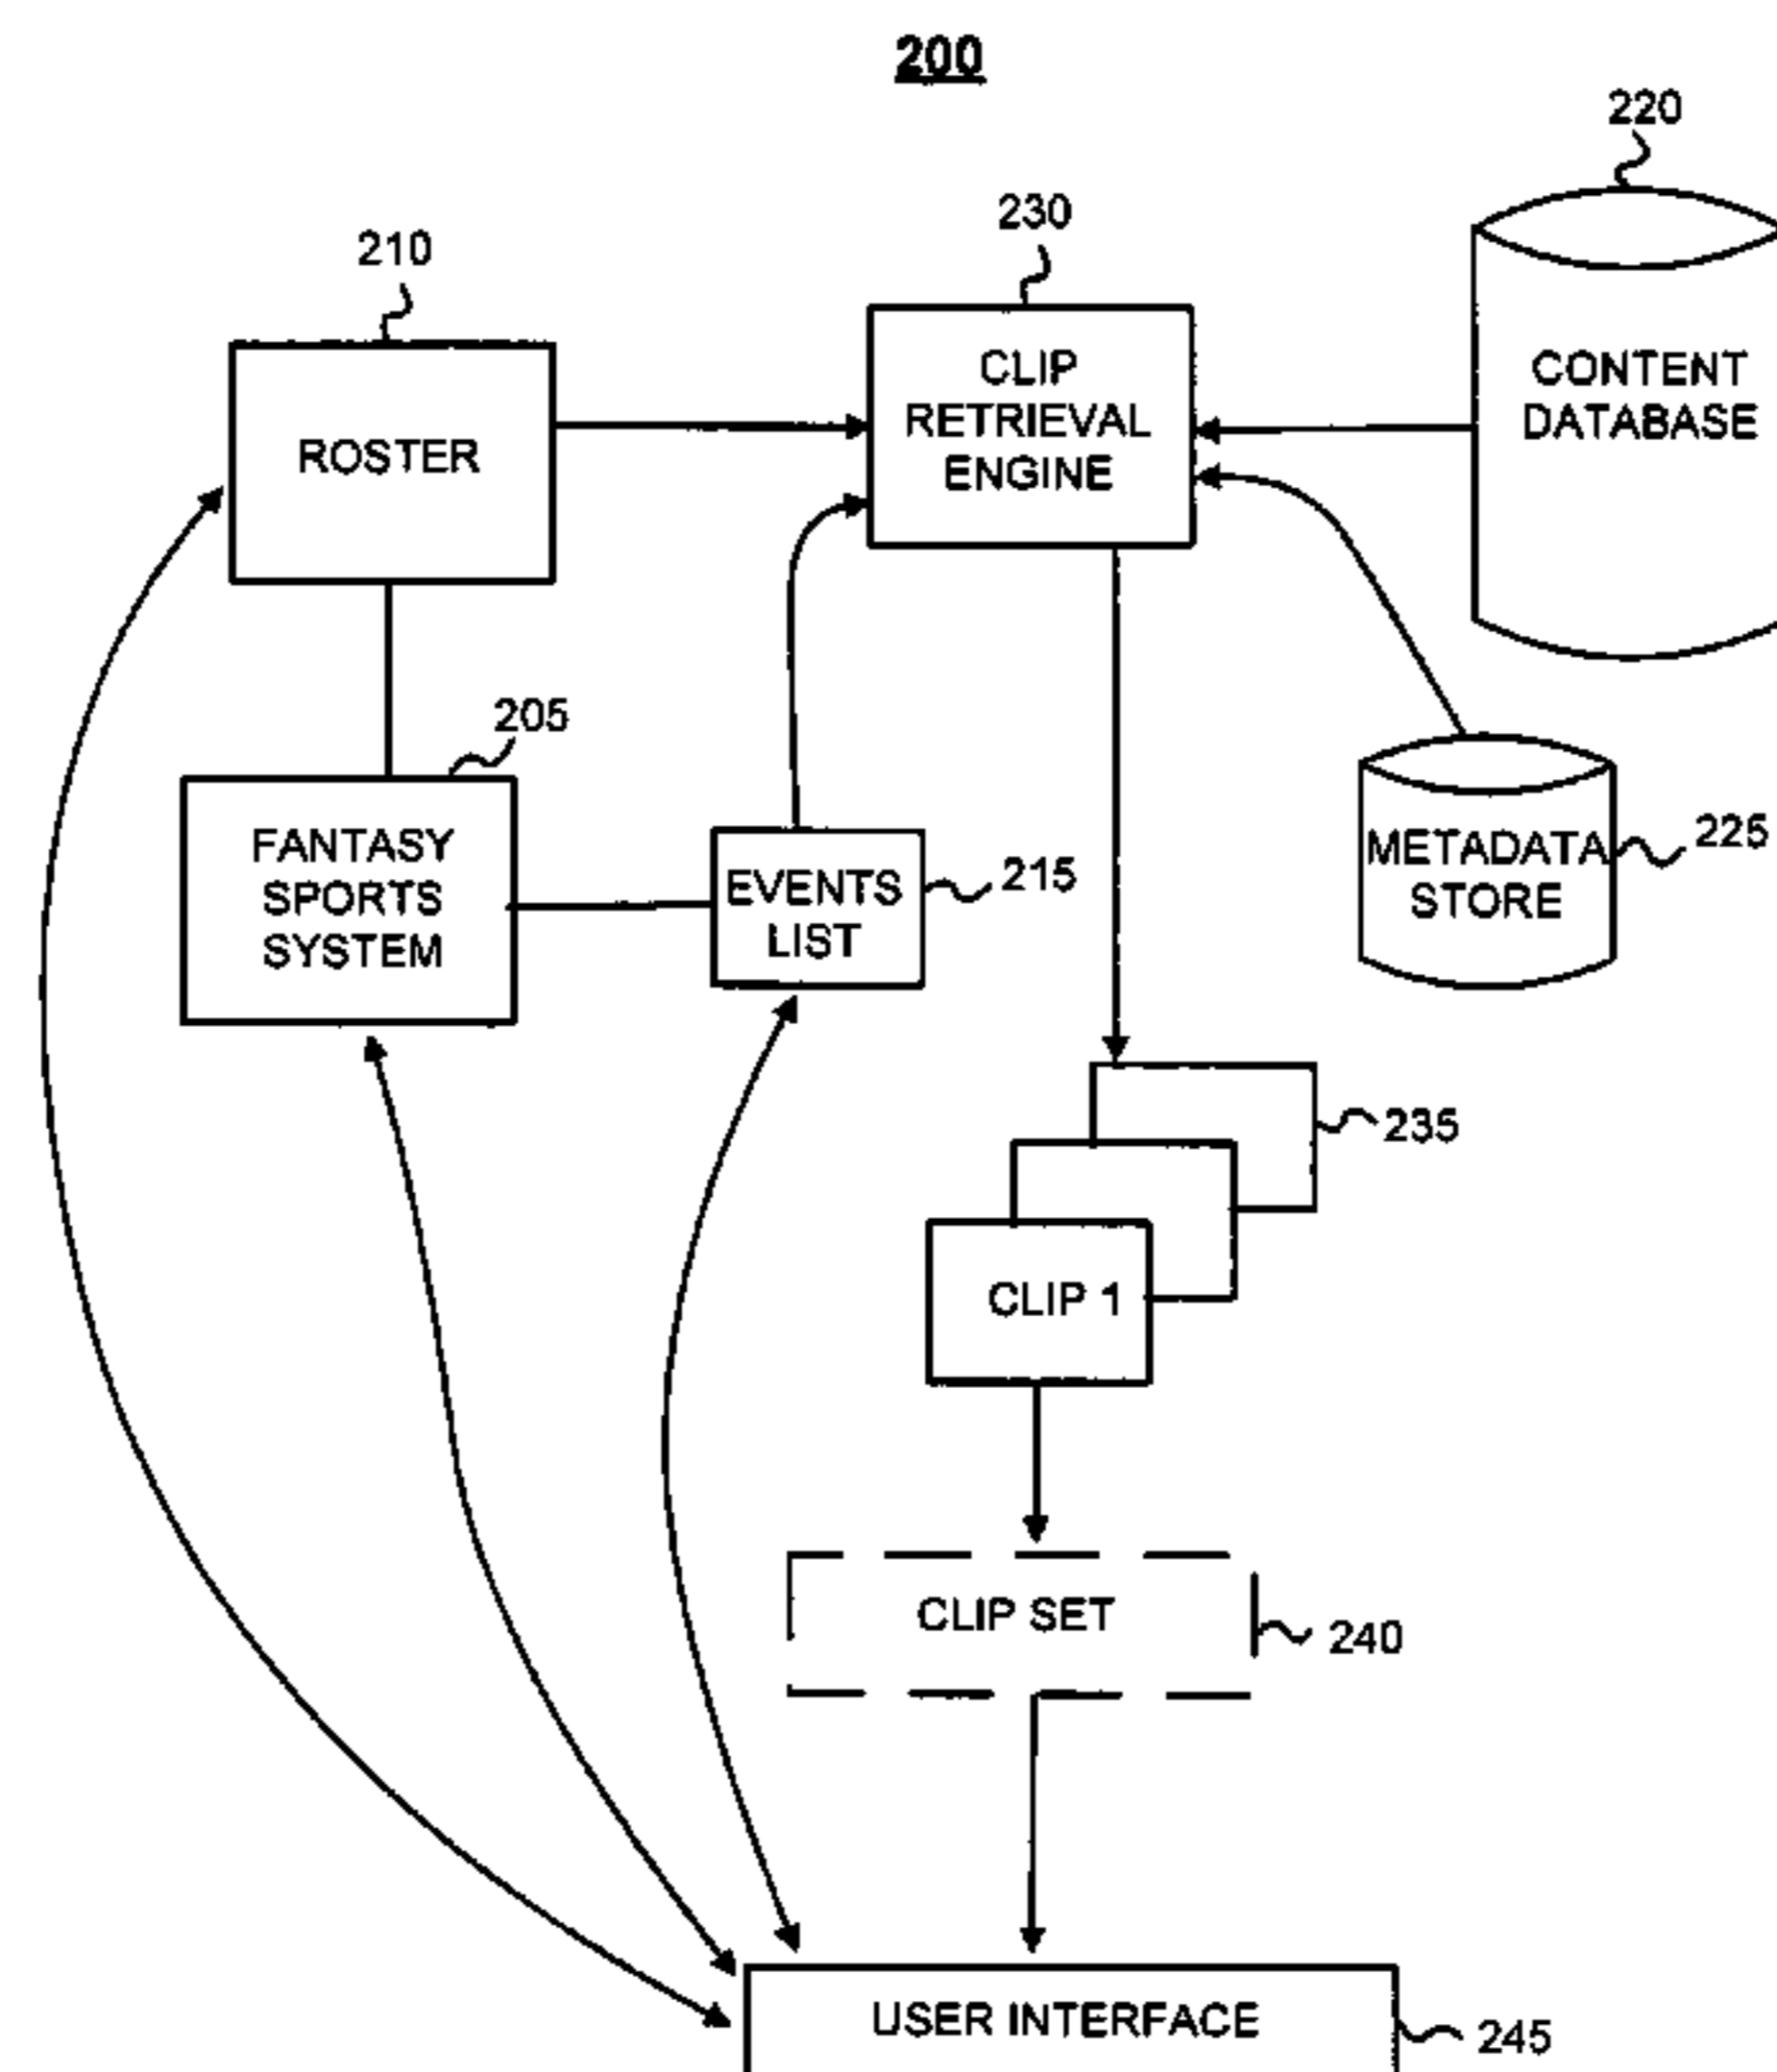 200
220
230
210
CLIP
RETRIEVAL
ENGINE
CONTENT
DATABASE
ROSTER
205
FANTASY
SPORTS
SYSTEM
EVENTS
LIST
215
METADATA
STORE
225
235
CLIP 1
CLIP SET
240
USER INTERFACE
245